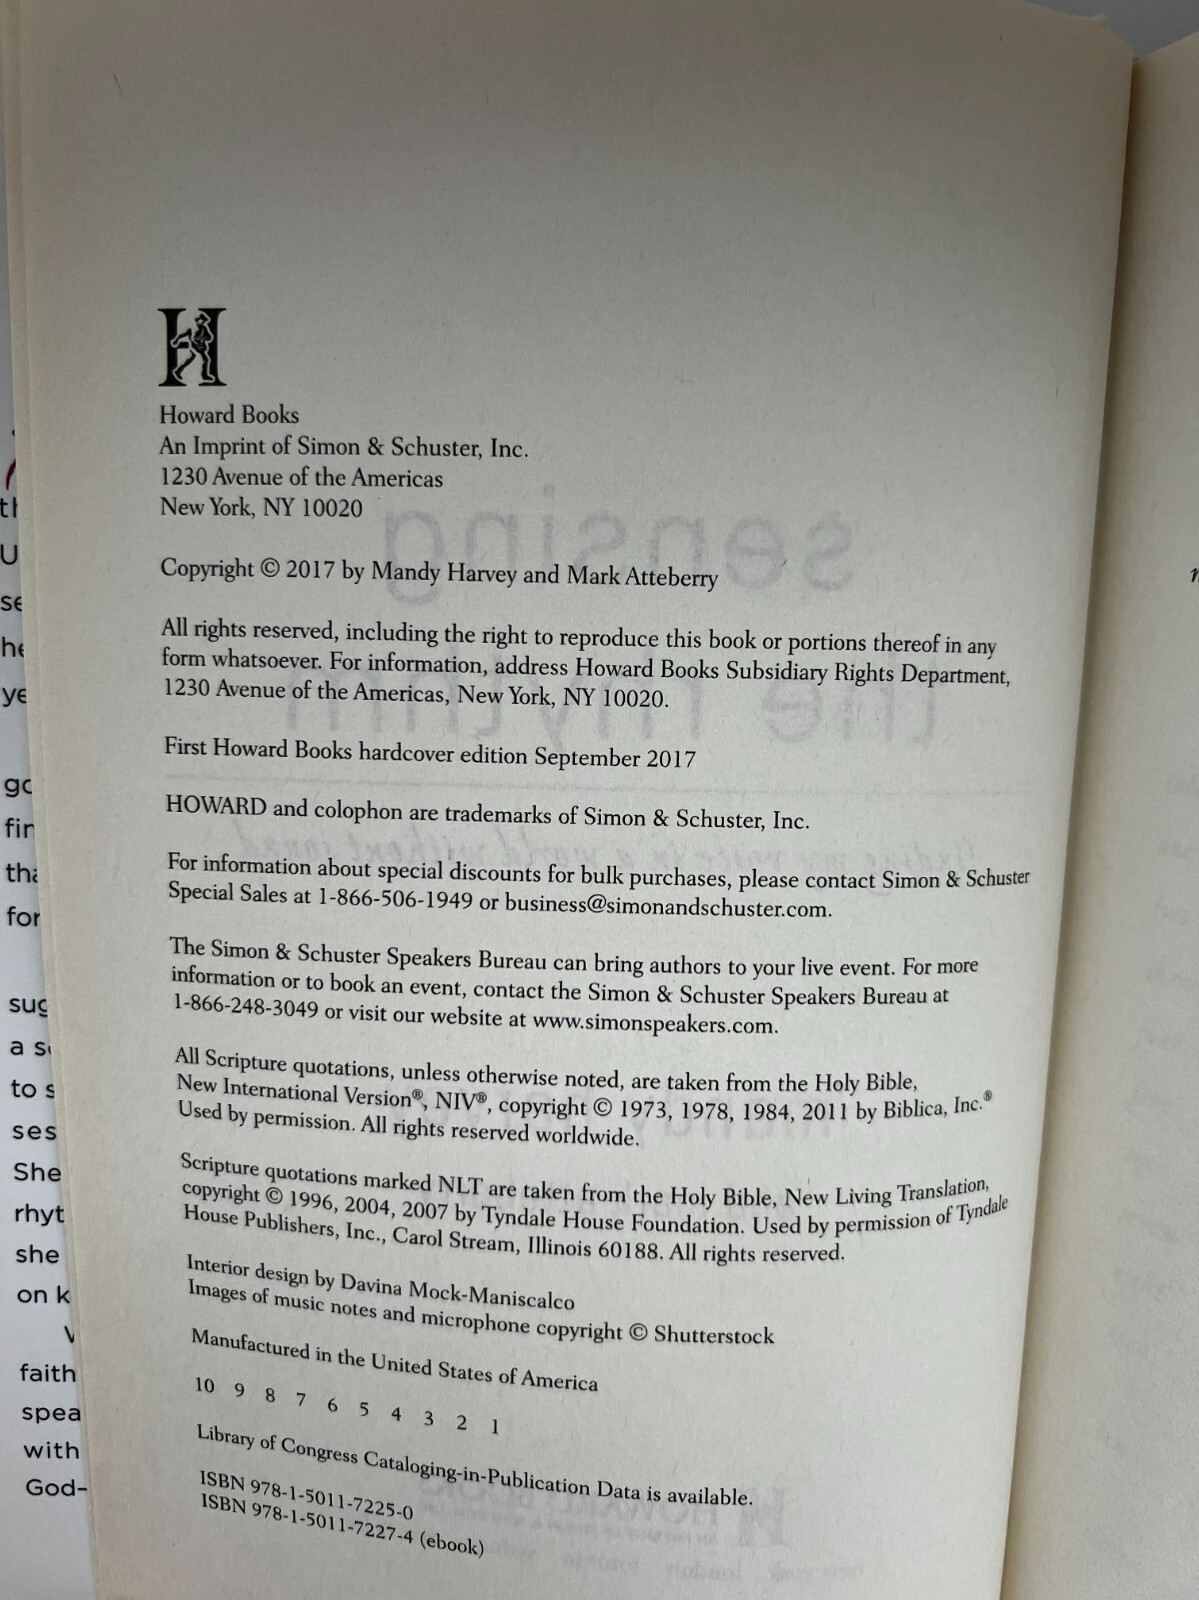 H
Howard Books
An Imprint of Simon & Schuster, Inc.
1230 Avenue of the Americas
New York, NY 10020
Copyright © 2017 by Mandy Harvey and Mark Atteberry
All rights reserved, including the right to reproduce this book or portions thereof in any
form whatsoever. For information, address Howard Books Subsidiary Rights Department,
1230 Avenue of the Americas, New York, NY 10020.
First Howard Books hardcover edition September 2017
HOWARD and colophon are trademarks of Simon & Schuster, Inc.
For information about special discounts for bulk purchases, please contact Simon & Schuster
Special Sales at 1-866-506-1949 or business@simonandschuster.com.
The Simon & Schuster Speakers Bureau can bring authors to your live event. For more
information or to book an event, contact the Simon & Schuster Speakers Bureau at
1-866-248-3049 or visit our website at www.simonspeakers.com.
All Scripture quotations, unless otherwise noted, are taken from the Holy Bible,
New International Version®, NIV®, copyright © 1973, 1978, 1984, 2011 by Biblica, Inc.®
Used by permission. All rights reserved worldwide.
Scripture quotations marked NLT are taken from the Holy Bible, New Living Translation,
copyright © 1996, 2004, 2007 by Tyndale House Foundation. Used by permission of Tyndale
House Publishers, Inc., Carol Stream, Illinois 60188. All rights reserved.
Interior design by Davina Mock-Maniscalco
Images of music notes and microphone copyright © Shutterstock
Manufactured in the United States of America
10 9 8 7 6 5 4 3 2 1
Library of Congress Cataloging-in-Publication Data is available.
ISBN 978-1-5011-7225-0
ISBN 978-1-5011-7227-4 (ebook)
sensing
the rhythm
She
she
faith
with
God-